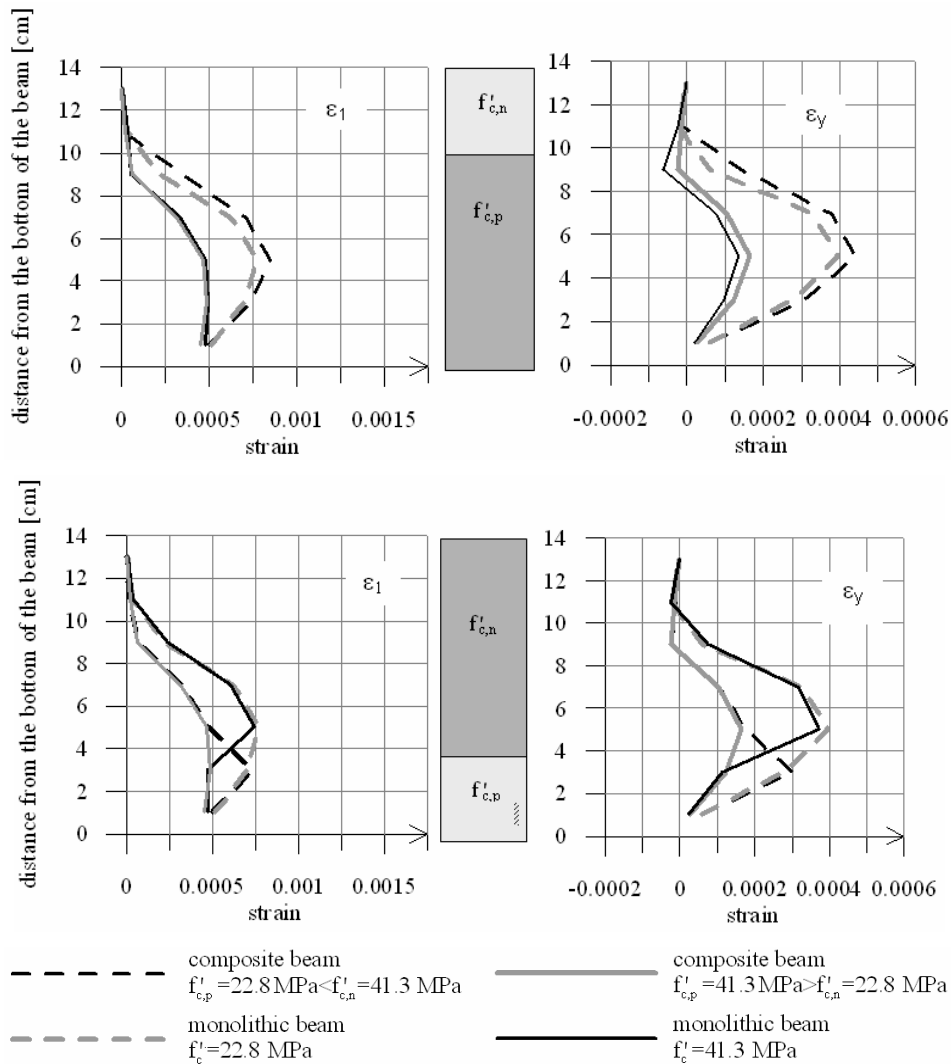 distance from the bottom of the beam [cm]
14
12
10
8
6
4
2
0
ε1
0 0.0005 0.001 0.0015
strain
f'c,n
f'c,p
εy
14
12
10
8
6
4
2
0
-0.0002 0 0.0002 0.0004 0.0006
strain
distance from the bottom of the beam [cm]
14
12
10
8
6
4
2
0
ε1
0 0.0005 0.001 0.0015
strain
f'c,n
f'c,p
εy
14
12
10
8
6
4
2
0
-0.0002 0 0.0002 0.0004 0.0006
strain
composite beam
f'c,p=22.8 MPa<f'c,n=41.3 MPa
monolithic beam
f'c=22.8 MPa
composite beam
f'c,p=41.3 MPa>f'c,n=22.8 MPa
monolithic beam
f'c=41.3 MPa